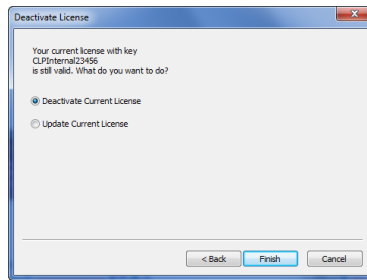 Deactivate License
Your current license with key
CLPInternal23456
is still valid. What do you want to do?
Deactivate Current License
Update Current License
< Back
Finish
Cancel